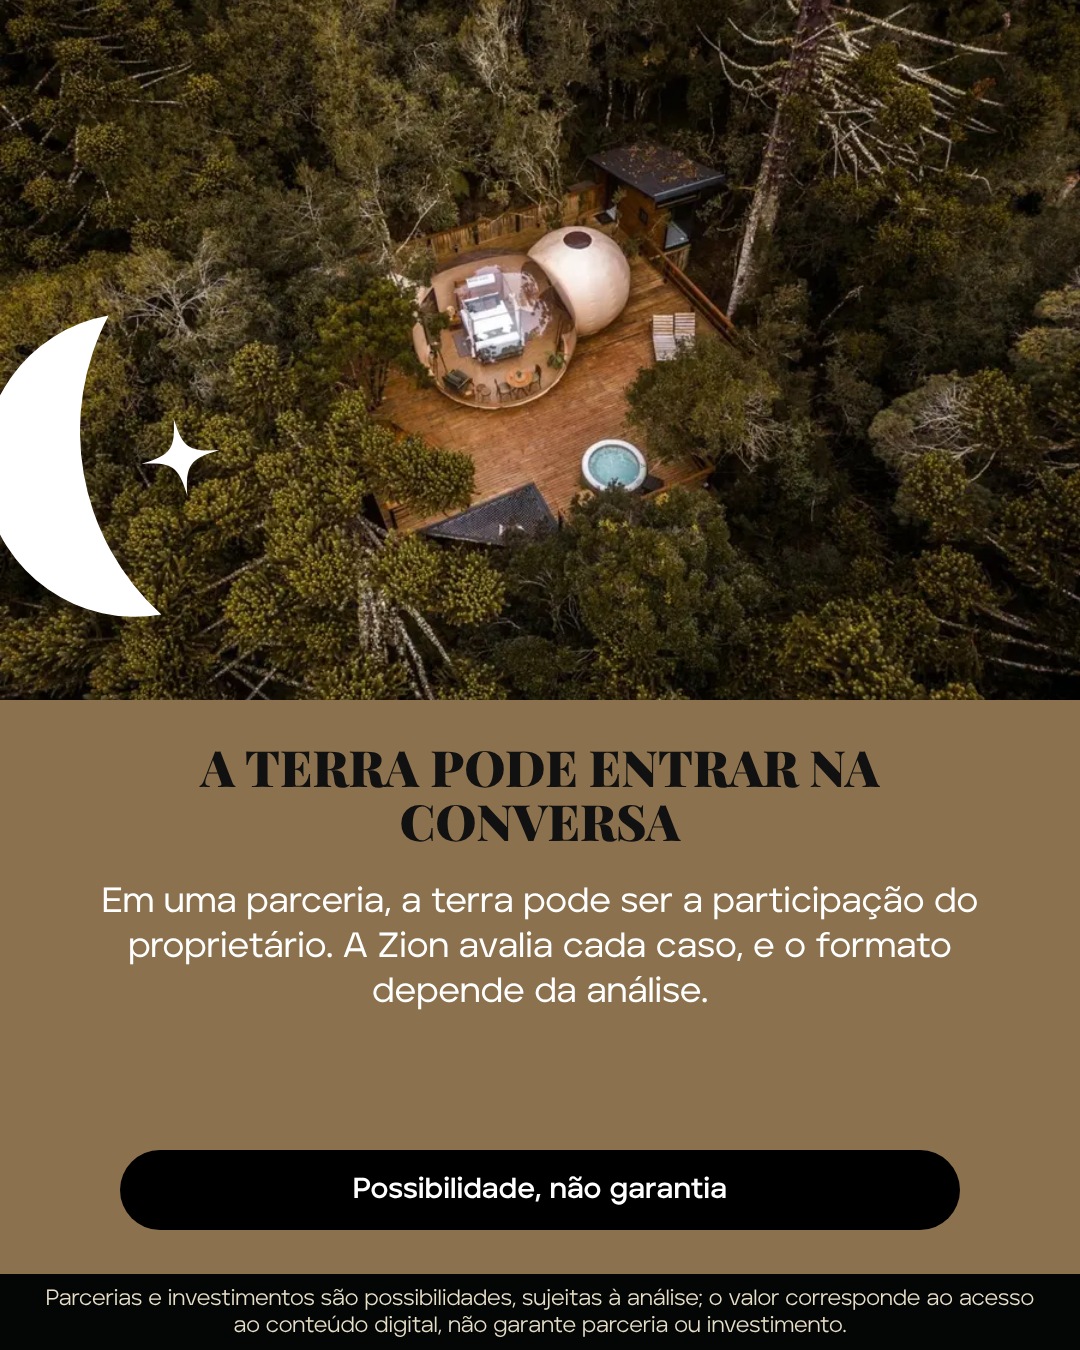 A TERRA PODE ENTRAR NA
CONVERSA
Em uma parceria, a terra pode ser a participação do
proprietário. A Zion avalia cada caso, e o formato
depende da análise.
Possibilidade, não garantia
Parcerias e investimentos são possibilidades, sujeitas à análise; o valor corresponde ao acesso
ao conteúdo digital, não garante parceria ou investimento.